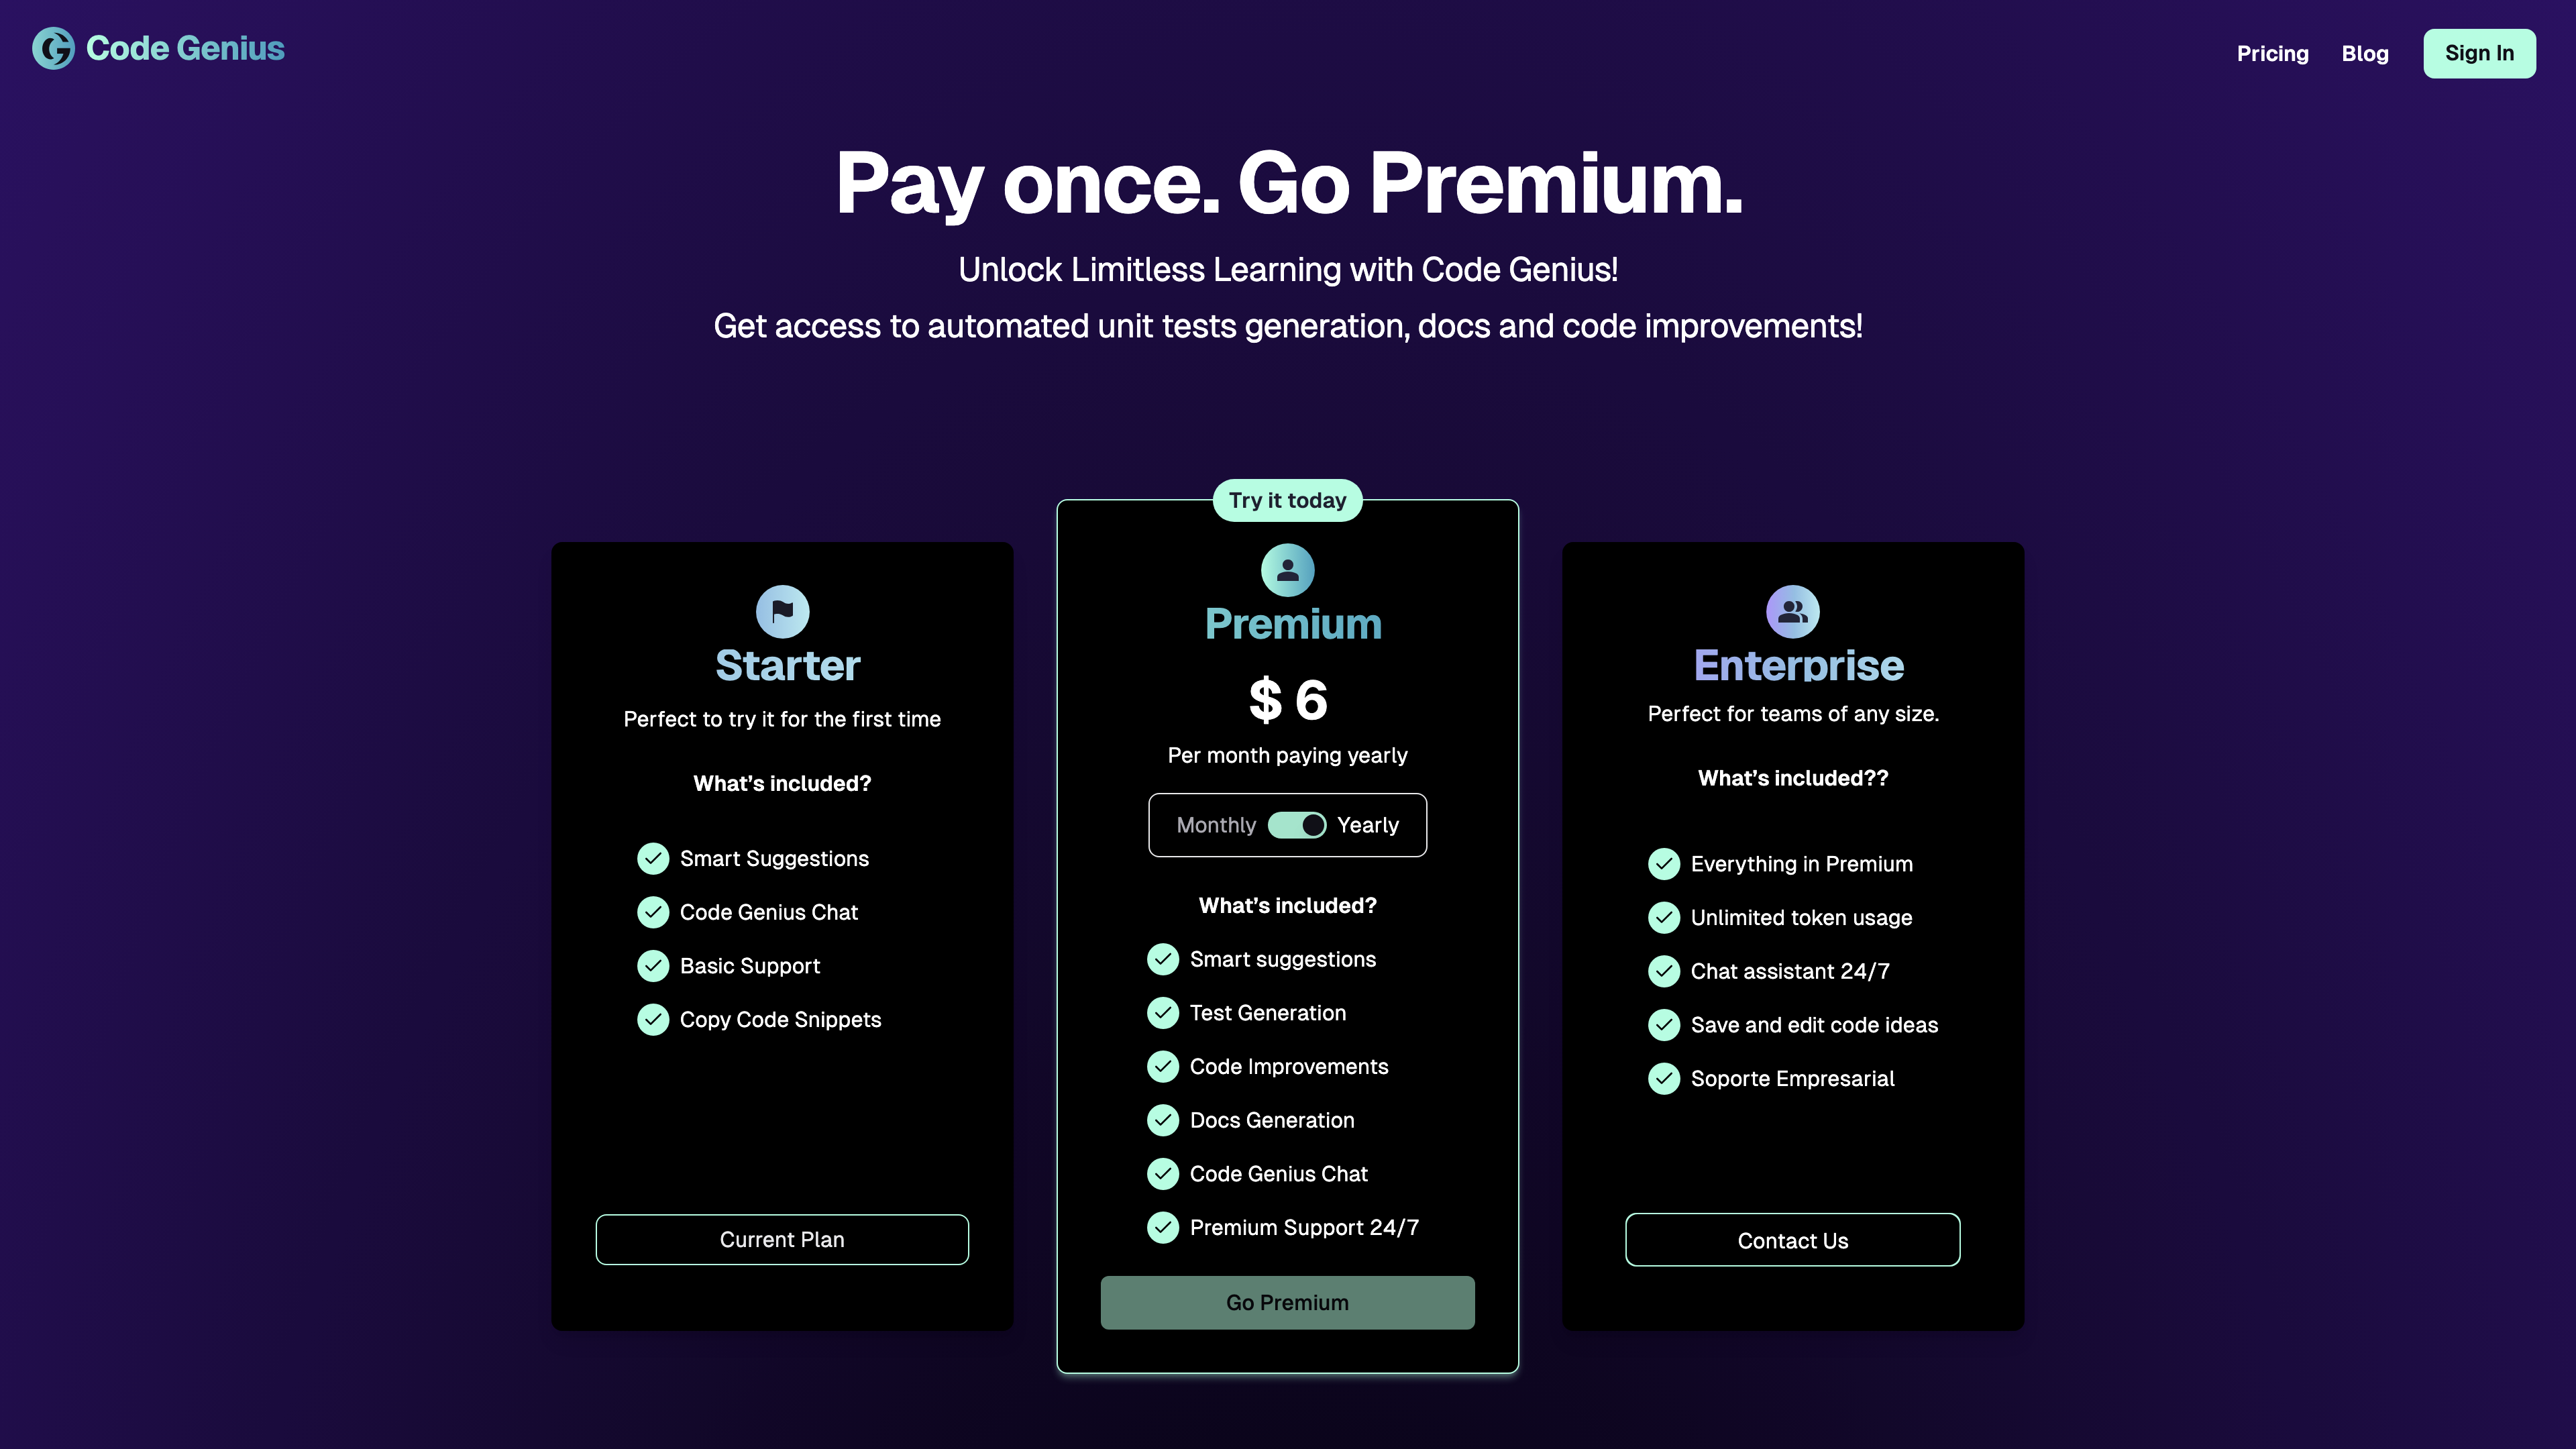 Code Genius
Pricing
Blog
Sign In
Pay once. Go Premium.
Unlock Limitless Learning with Code Genius!
Get access to automated unit tests generation, docs and code improvements!
Starter
Perfect to try it for the first time
What’s included?
Smart Suggestions
Code Genius Chat
Basic Support
Copy Code Snippets
Current Plan
Try it today
Premium
$ 6
Per month paying yearly
Monthly
Yearly
What’s included?
Smart suggestions
Test Generation
Code Improvements
Docs Generation
Code Genius Chat
Premium Support 24/7
Go Premium
Enterprise
Perfect for teams of any size.
What’s included??
Everything in Premium
Unlimited token usage
Chat assistant 24/7
Save and edit code ideas
Soporte Empresarial
Contact Us